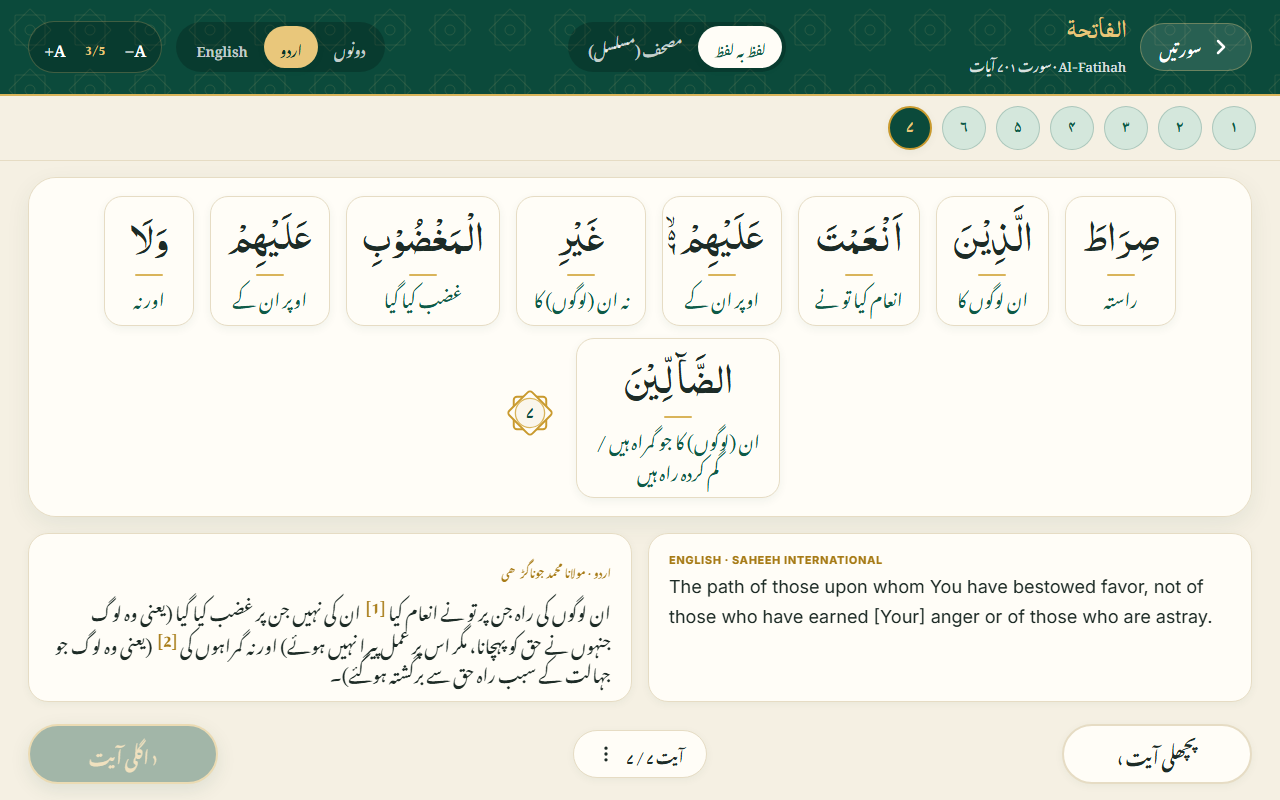 سورتیں
الفاتحة
Al-Fatihah · سورت ۱ · ۷ آیات
لفظ بہ لفظ
مصحف (مسلسل)
دونوں
اردو
English
A−
3/5
A+
۱
۲
۳
۴
۵
۶
۷
صِرَاطَ
الَّذِيْنَ
اَنْعَمْتَ
عَلَيْهِمْ ۙ۬ۦ
غَيْرِ
الْمَغْضُوْبِ
عَلَيْهِمْ
وَلَا
راستہ
ان لوگوں کا
انعام کیا تو نے
اوپر ان کے
نہ ان (لوگوں) کا
غضب کیا گیا
اوپر ان کے
اور نہ
الضَّآلِّيْنَ
ان (لوگوں) کا جو گمراہ ہیں /
گم کردہ راہ ہیں
۷
ENGLISH · SAHEEH INTERNATIONAL
The path of those upon whom You have bestowed favor, not of
those who have earned [Your] anger or of those who are astray.
اردو · مولانا محمد جوناگڑھی
ان لوگوں کی راہ جن پر تو نے انعام کیا [1] ان کی نہیں جن پر غضب کیا گیا (یعنی وہ لوگ
جنہوں نے حق کو پہچانا، مگر اس پر عمل پیرا نہیں ہوئے) اور نہ گمراہوں کی [2] (یعنی وہ لوگ جو
جہالت کے سبب راہ حق سے برگشتہ ہوگئے)۔
پچھلی آیت ›
آیت ۷ / ۷
‹ اگلی آیت